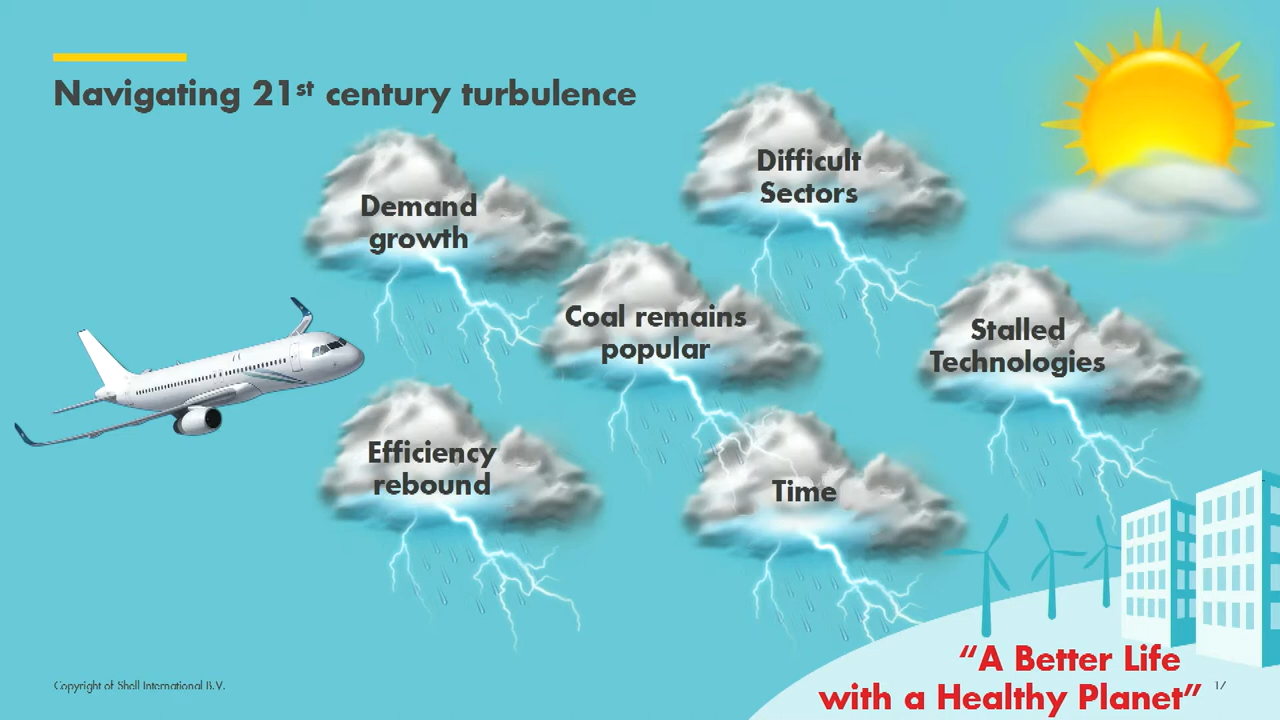 Navigating 21st century turbulence
Difficult
Sectors
Demand
growth
Coal remains
popular
Stalled
Technologies
Efficiency
rebound
Time
“A Better Life
with a Healthy Planet”
Copyright of Shell International B.V.
17